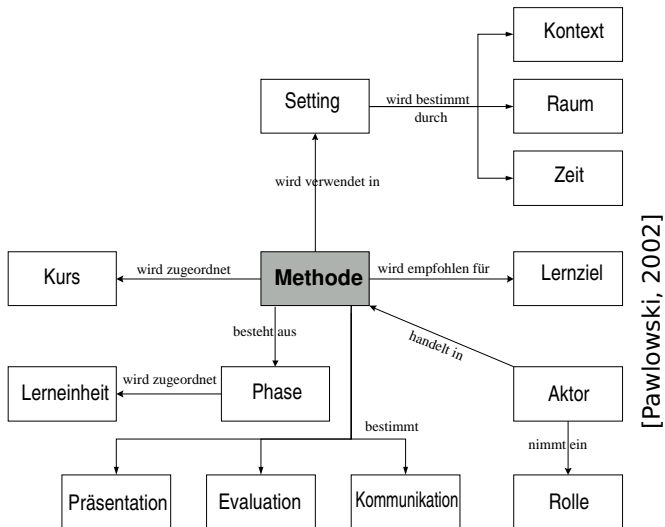 Kontext
Setting
wird bestimmt
durch
Raum
Zeit
wird verwendet in
Kurs
wird zugeordnet
Methode
wird empfohlen für
Lernziel
besteht aus
handelt in
Lerneinheit
wird zugeordnet
Phase
Aktor
bestimmt
nimmt ein
Präsentation
Evaluation
Kommunikation
Rolle
[Pawlowski, 2002]